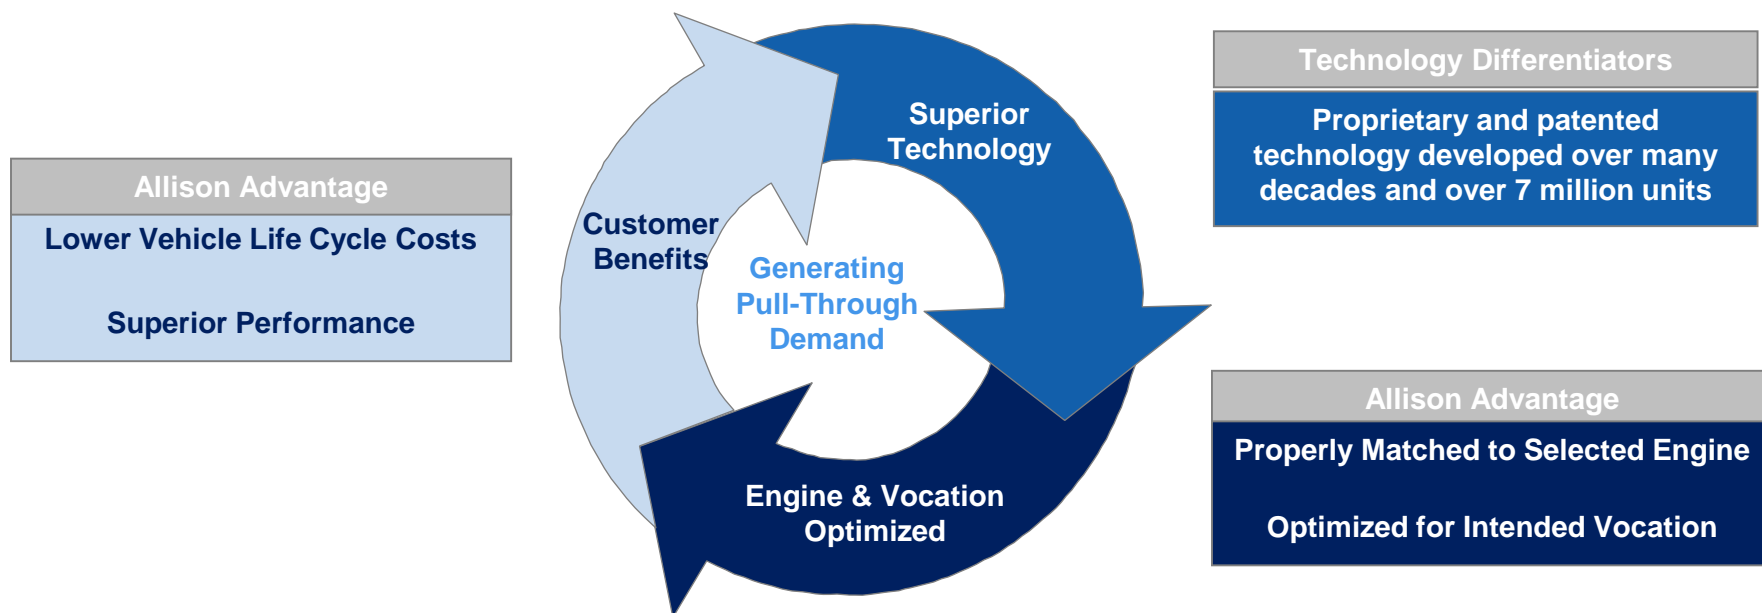 Technology Differentiators
Proprietary and patented
technology developed over many
decades and over 7 million units
Superior
Technology
Allison Advantage
Lower Vehicle Life Cycle Costs
Superior Performance
Customer
Benefits
Generating
Pull-Through
Demand
Allison Advantage
Properly Matched to Selected Engine
Optimized for Intended Vocation
Engine & Vocation
Optimized